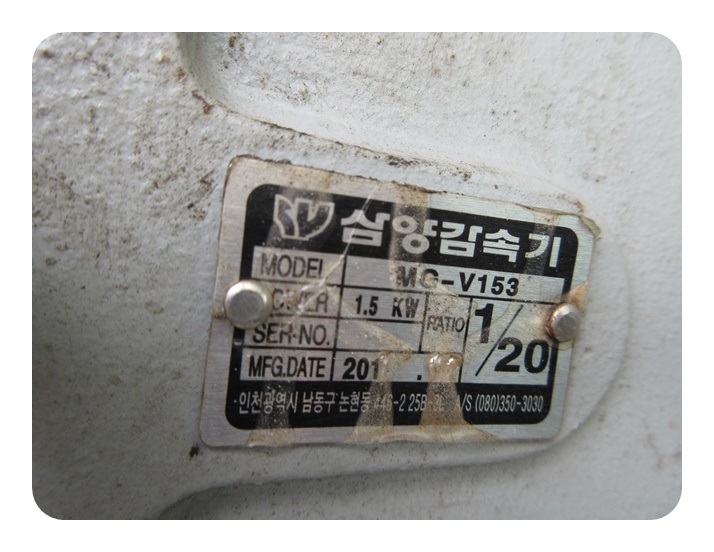 삼양감속기
MODEL MG-V153
POWER 1.5 KW RATIO 1/20
SER·NO.
MFG.DATE
·인천광역시 남동구 논현동 A/S (080)350-3030